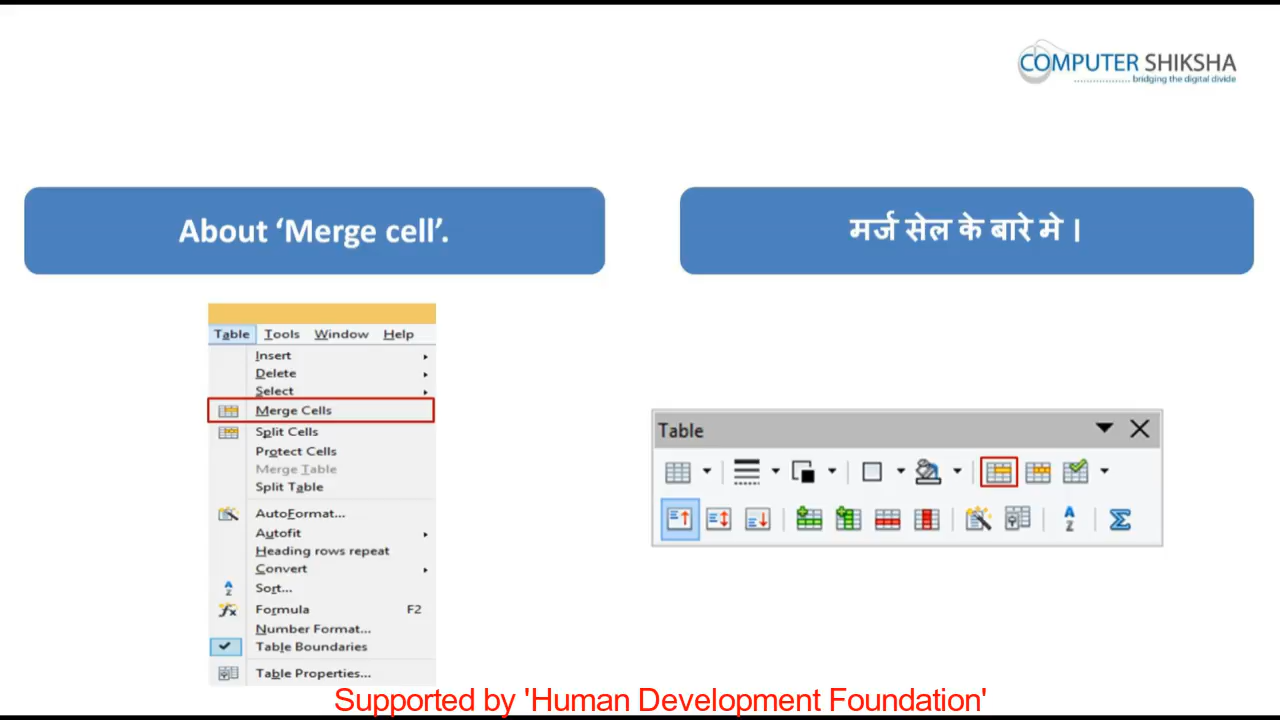 COMPUTER SHIKSHA
bridging the digital divide
About ‘Merge cell’.
मर्ज सेल के बारे मे ।
Table Tools Window Help
Insert
Delete
Select
Merge Cells
Split Cells
Protect Cells
Merge Table
Split Table
AutoFormat...
Autofit
Heading rows repeat
Convert
Sort...
Formula F2
Number Format...
Table Boundaries
Table Properties...
Table
Supported by 'Human Development Foundation'